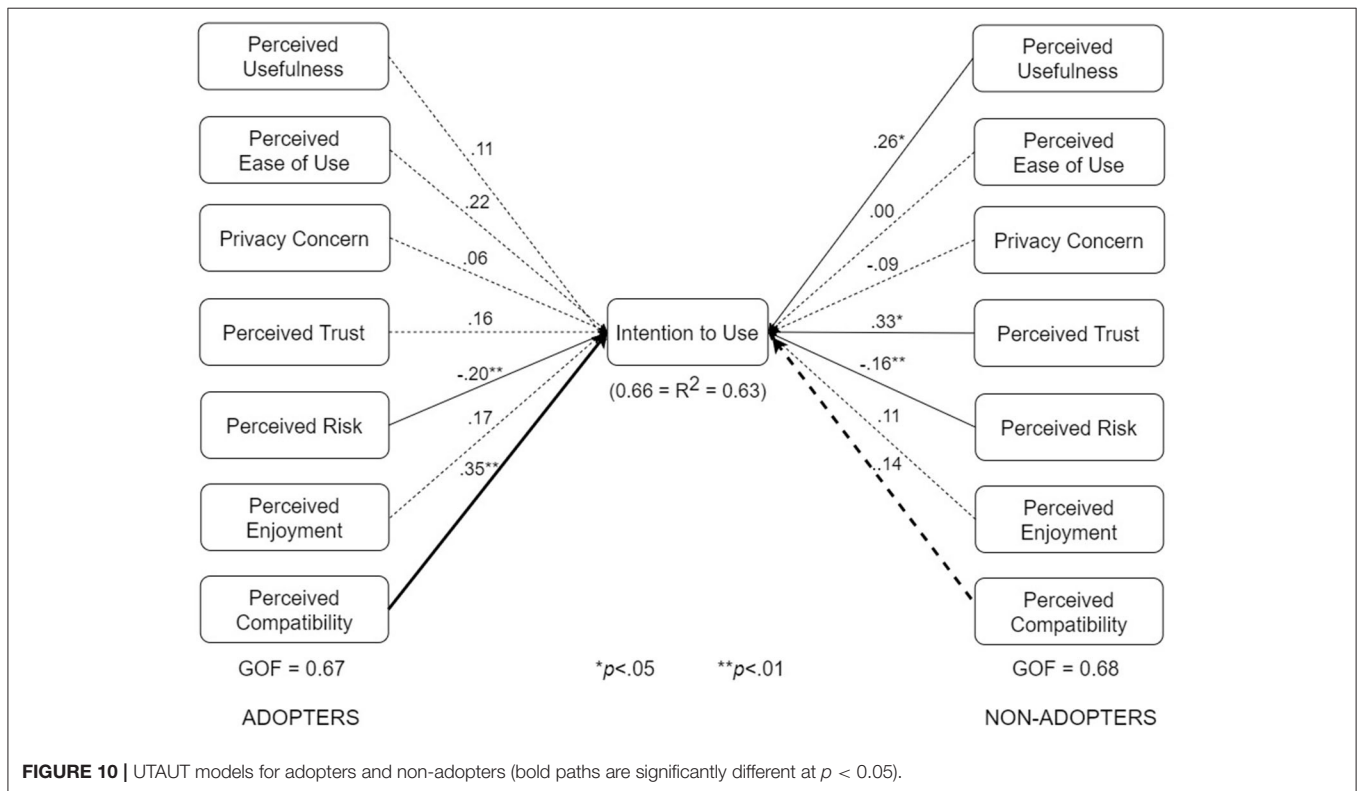 Perceived
Usefulness
Perceived
Ease of Use
Privacy Concern
Perceived Trust
Perceived Risk
Perceived
Enjoyment
Perceived
Compatibility
GOF = 0.67
ADOPTERS
.11
.22
.06
.16
-.20**
.17
.35**
Intention to Use
(0.66 = R² = 0.63)
*p<.05 **p<.01
.26*
.00
-.09
.33*
-.16**
.11
..14
Perceived
Usefulness
Perceived
Ease of Use
Privacy Concern
Perceived Trust
Perceived Risk
Perceived
Enjoyment
Perceived
Compatibility
GOF = 0.68
NON-ADOPTERS
FIGURE 10 | UTAUT models for adopters and non-adopters (bold paths are significantly different at p < 0.05).